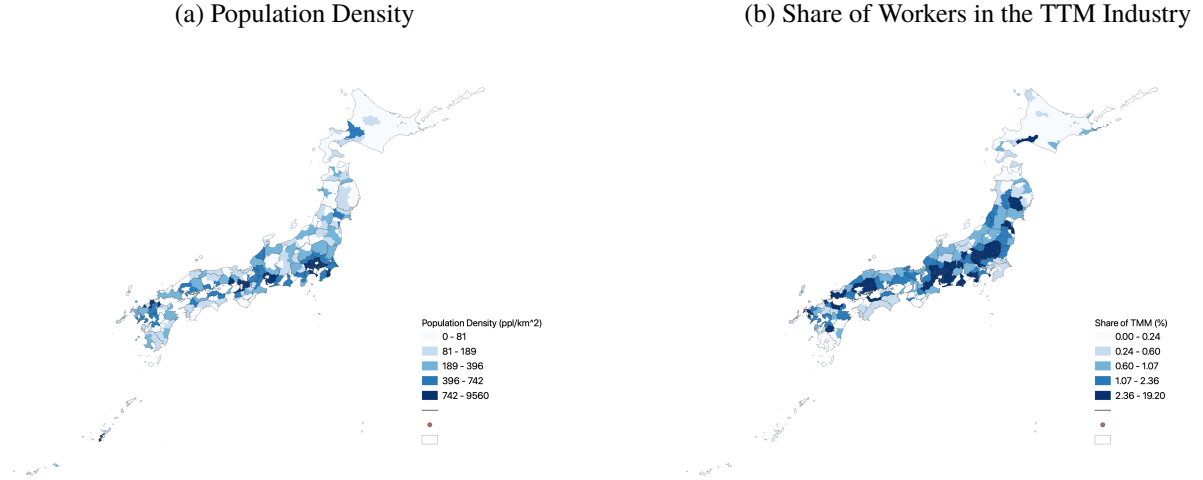 (a) Population Density
(b) Share of Workers in the TTM Industry
Population Density (ppl/km^2)
0 - 81
81 - 189
189 - 396
396 - 742
742 - 9560
Share of TMM (%)
0.00 - 0.24
0.24 - 0.60
0.60 - 1.07
1.07 - 2.36
2.36 - 19.20